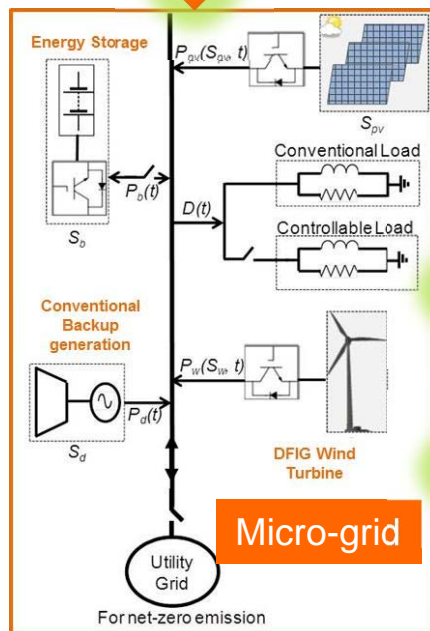 Energy Storage
P_pv(S_pv, t)
S_pv
Conventional Load
P_b(t)
D(t)
Controllable Load
S_b
Conventional
Backup
generation
P_w(S_w, t)
P_d(t)
S_d
DFIG Wind
Turbine
Micro-grid
Utility
Grid
For net-zero emission